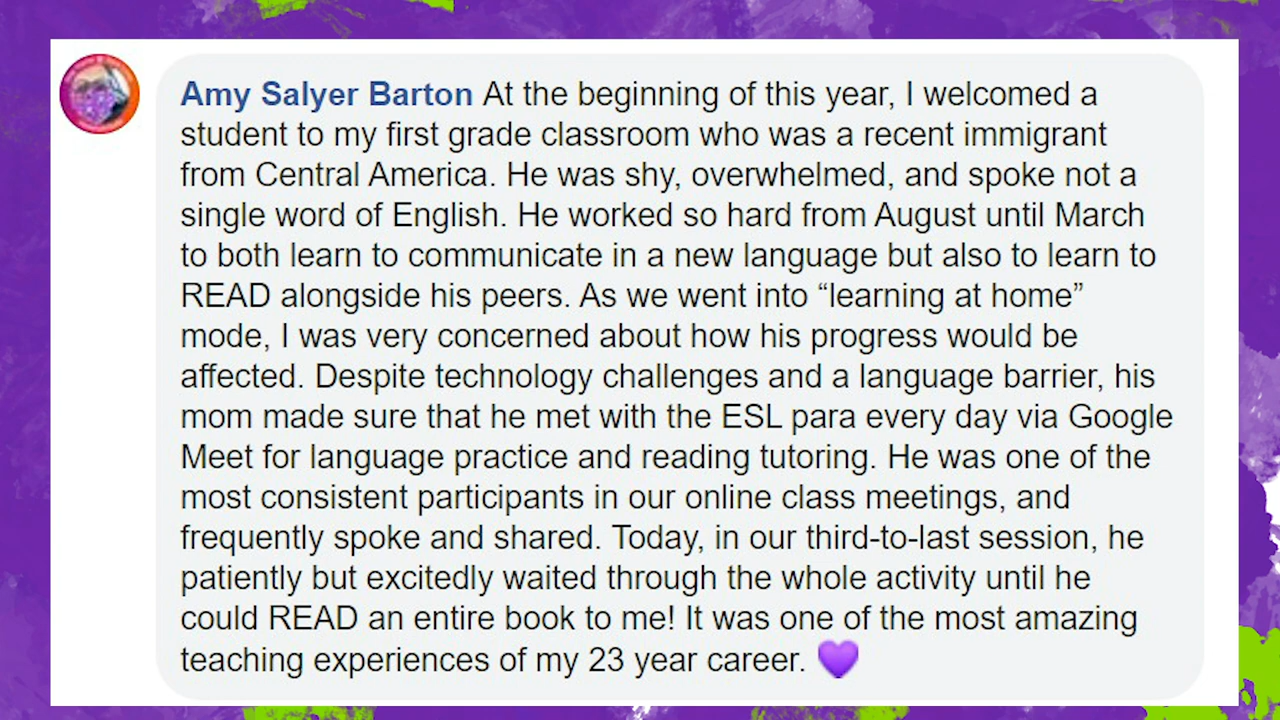 Amy Salyer Barton At the beginning of this year, I welcomed a
student to my first grade classroom who was a recent immigrant
from Central America. He was shy, overwhelmed, and spoke not a
single word of English. He worked so hard from August until March
to both learn to communicate in a new language but also to learn to
READ alongside his peers. As we went into “learning at home”
mode, I was very concerned about how his progress would be
affected. Despite technology challenges and a language barrier, his
mom made sure that he met with the ESL para every day via Google
Meet for language practice and reading tutoring. He was one of the
most consistent participants in our online class meetings, and
frequently spoke and shared. Today, in our third-to-last session, he
patiently but excitedly waited through the whole activity until he
could READ an entire book to me! It was one of the most amazing
teaching experiences of my 23 year career. 💜